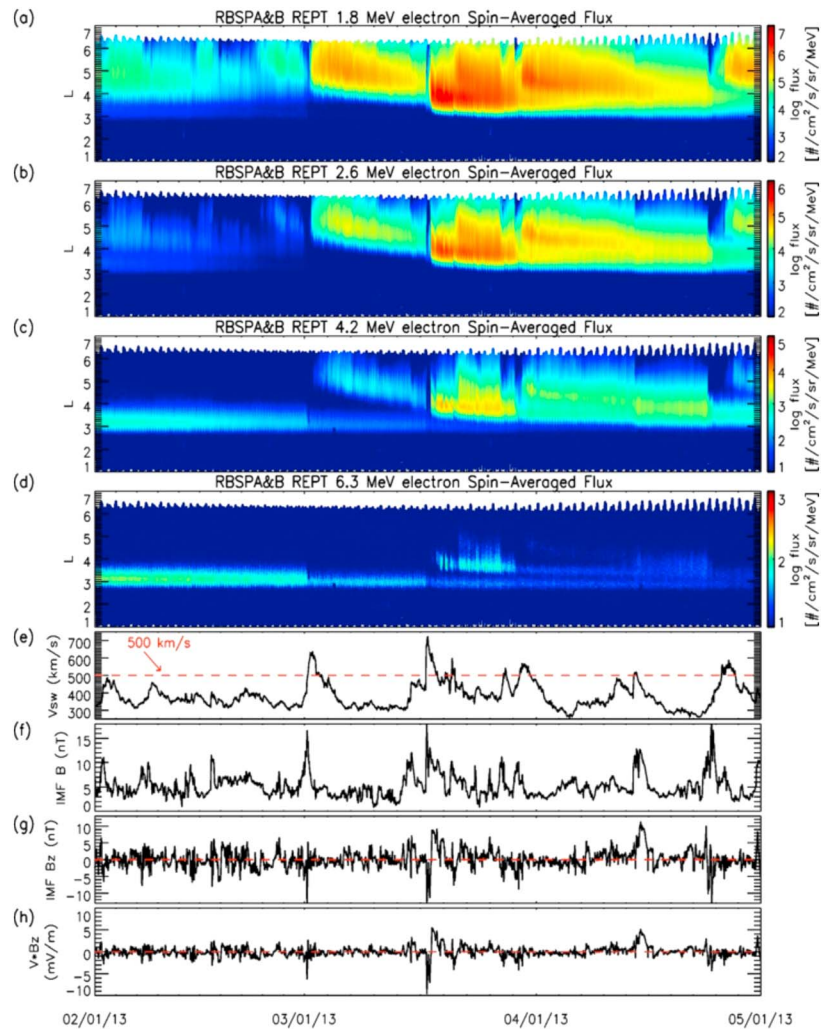 (a) RBSPA&B REPT 1.8 MeV electron Spin-Averaged Flux
7
6
5
4
3
2
1
L
7
6
5
4
3
2
log flux
[#/cm²/s/sr/MeV]
(b) RBSPA&B REPT 2.6 MeV electron Spin-Averaged Flux
7
6
5
4
3
2
1
L
6
5
4
3
2
log flux
[#/cm²/s/sr/MeV]
(c) RBSPA&B REPT 4.2 MeV electron Spin-Averaged Flux
7
6
5
4
3
2
1
L
5
4
3
2
1
log flux
[#/cm²/s/sr/MeV]
(d) RBSPA&B REPT 6.3 MeV electron Spin-Averaged Flux
7
6
5
4
3
2
1
L
3
2
1
log flux
[#/cm²/s/sr/MeV]
(e) 500 km/s
700
600
500
400
300
Vsw (km/s)
(f)
15
10
5
0
IMF B (nT)
(g)
10
5
0
-5
-10
IMF Bz (nT)
(h)
10
5
0
-5
-10
V*Bz
(mV/m)
02/01/13 03/01/13 04/01/13 05/01/13